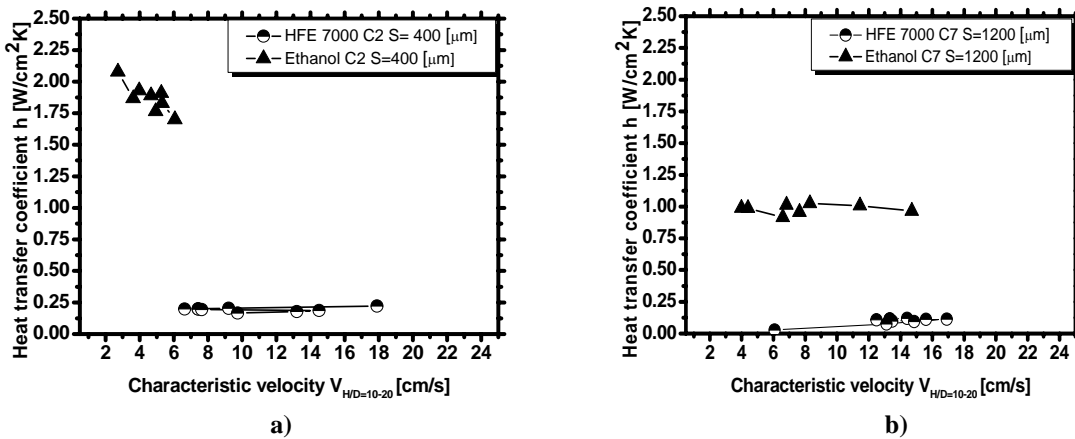 HFE 7000 C2 S= 400 [µm]
Ethanol C2 S=400 [µm]
Heat transfer coefficient h [W/cm²K]
2.50
2.25
2.00
1.75
1.50
1.25
1.00
0.75
0.50
0.25
0.00
2 4 6 8 10 12 14 16 18 20 22 24
Characteristic velocity V_{H/D=10-20} [cm/s]
a)
HFE 7000 C7 S=1200 [µm]
Ethanol C7 S=1200 [µm]
Heat transfer coefficient h [W/cm²K]
2.50
2.25
2.00
1.75
1.50
1.25
1.00
0.75
0.50
0.25
0.00
2 4 6 8 10 12 14 16 18 20 22 24
Characteristic velocity V_{H/D=10-20} [cm/s]
b)